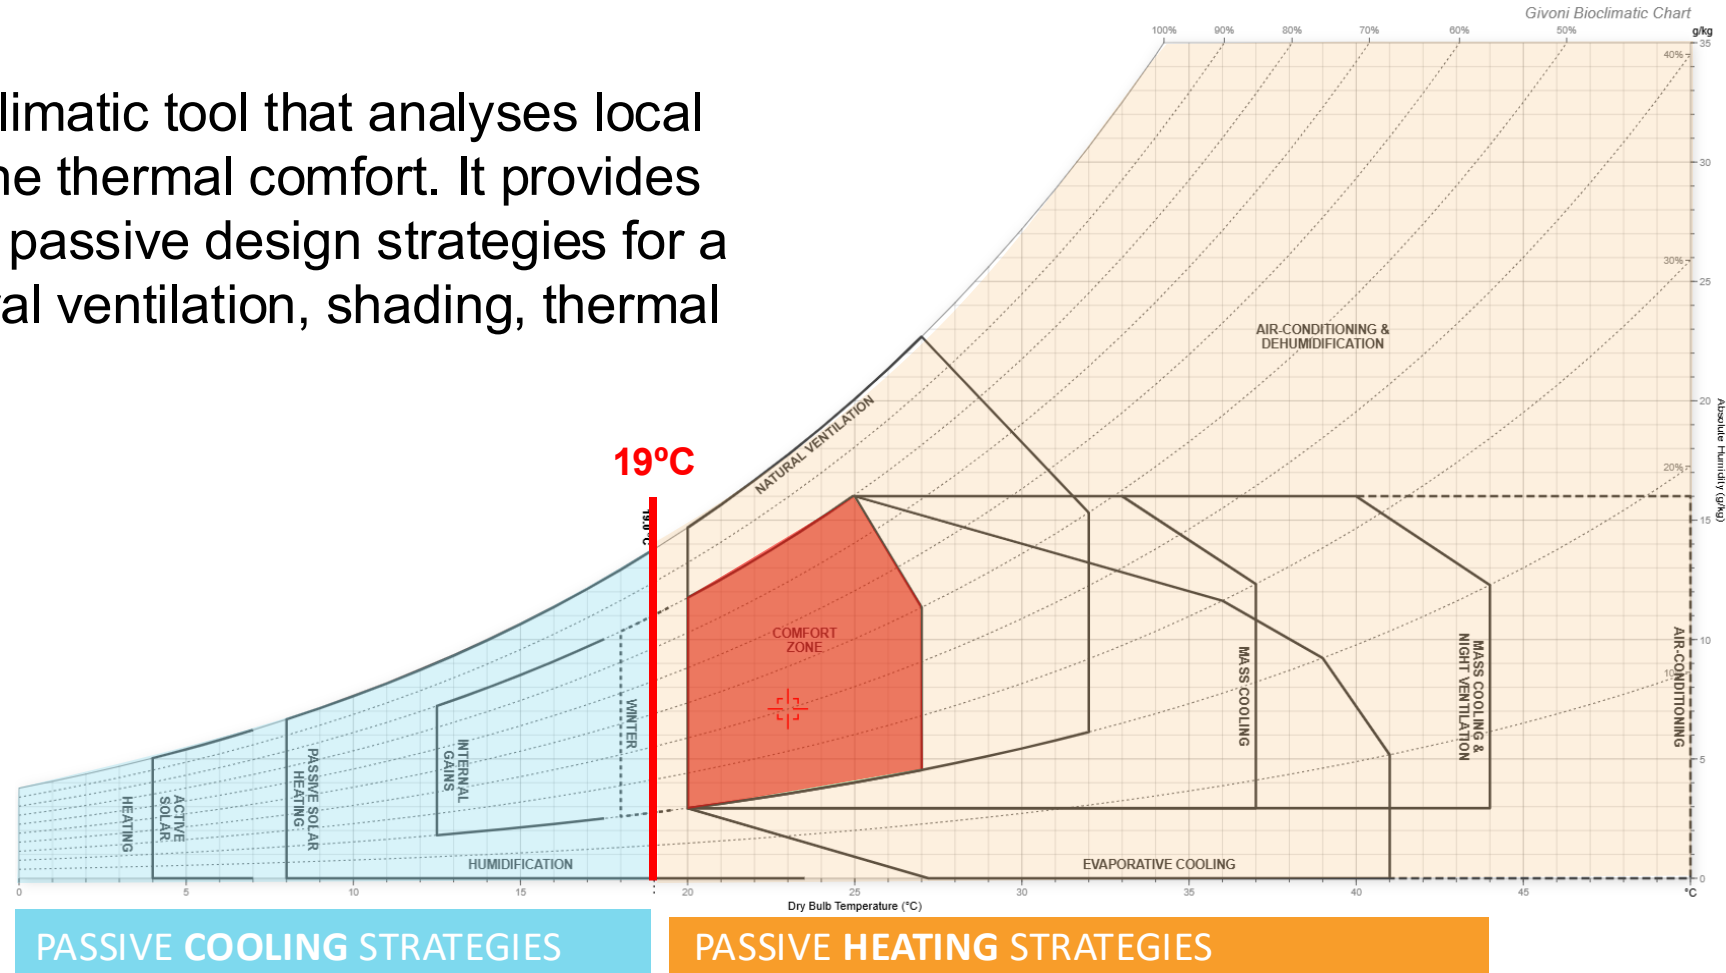 Givoni Bioclimatic Chart
100%
90%
80%
70%
60%
50%
g/kg
35
40%
limatic tool that analyses local
ne thermal comfort. It provides
passive design strategies for a
al ventilation, shading, thermal
30
30%
25
AIR-CONDITIONING &
DEHUMIDIFICATION
20
Absolute Humidity (g/kg)
NATURAL VENTILATION
19ºC
20%
19.0°C
15
COMFORT
ZONE
10
10%
WINTER
INTERNAL
GAINS
PASSIVE SOLAR
HEATING
ACTIVE
SOLAR
HEATING
MASS COOLING
MASS COOLING &
NIGHT VENTILATION
AIR-CONDITIONING
5
HUMIDIFICATION
EVAPORATIVE COOLING
0
0
5
10
15
20
25
30
35
40
45
°C
Dry Bulb Temperature (°C)
PASSIVE COOLING STRATEGIES
PASSIVE HEATING STRATEGIES